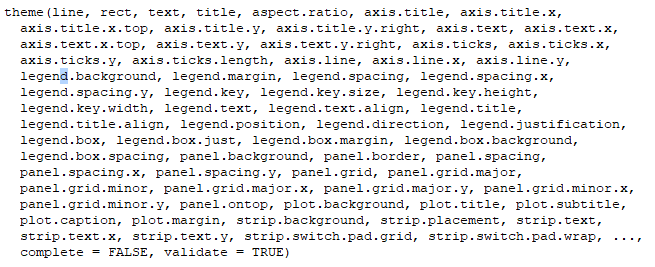 theme(line, rect, text, title, aspect.ratio, axis.title, axis.title.x,
axis.title.x.top, axis.title.y, axis.title.y.right, axis.text, axis.text.x,
axis.text.x.top, axis.text.y, axis.text.y.right, axis.ticks, axis.ticks.x,
axis.ticks.y, axis.ticks.length, axis.line, axis.line.x, axis.line.y,
legend.background, legend.margin, legend.spacing, legend.spacing.x,
legend.spacing.y, legend.key, legend.key.size, legend.key.height,
legend.key.width, legend.text, legend.text.align, legend.title,
legend.title.align, legend.position, legend.direction, legend.justification,
legend.box, legend.box.just, legend.box.margin, legend.box.background,
legend.box.spacing, panel.background, panel.border, panel.spacing,
panel.spacing.x, panel.spacing.y, panel.grid, panel.grid.major,
panel.grid.minor, panel.grid.major.x, panel.grid.major.y, panel.grid.minor.x,
panel.grid.minor.y, panel.ontop, plot.background, plot.title, plot.subtitle,
plot.caption, plot.margin, strip.background, strip.placement, strip.text,
strip.text.x, strip.text.y, strip.switch.pad.grid, strip.switch.pad.wrap, ...,
complete = FALSE, validate = TRUE)